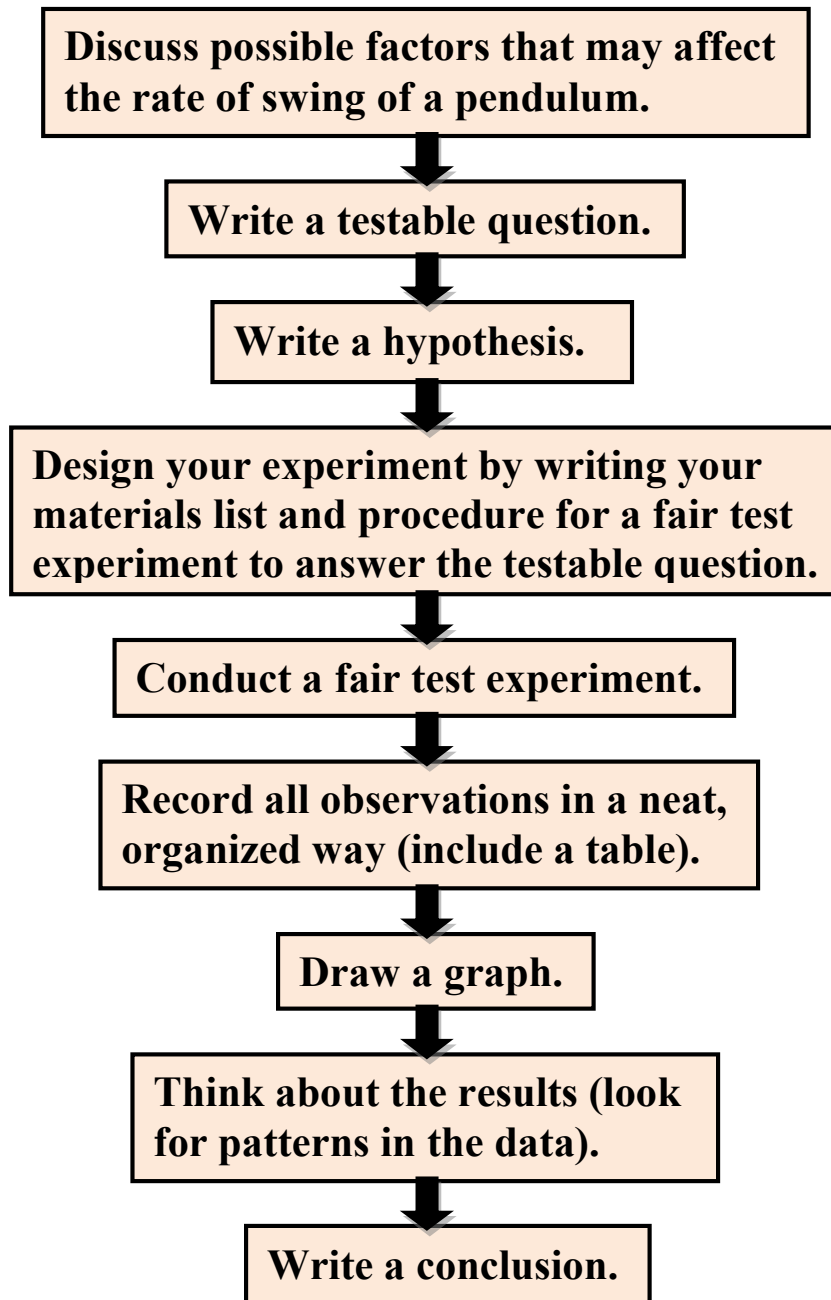 Discuss possible factors that may affect
the rate of swing of a pendulum.
Write a testable question.
Write a hypothesis.
Design your experiment by writing your
materials list and procedure for a fair test
experiment to answer the testable question.
Conduct a fair test experiment.
Record all observations in a neat,
organized way (include a table).
Draw a graph.
Think about the results (look
for patterns in the data).
Write a conclusion.